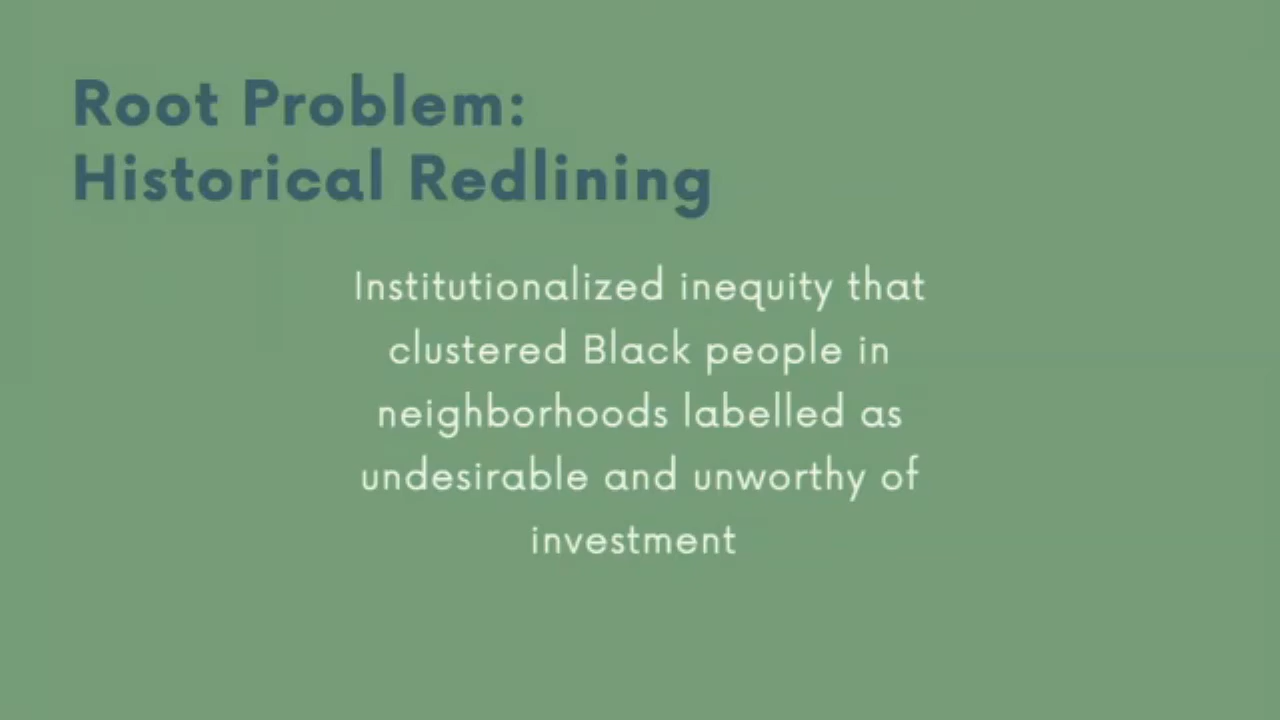 Root Problem:
Historical Redlining
Institutionalized inequity that
clustered Black people in
neighborhoods labelled as
undesirable and unworthy of
investment